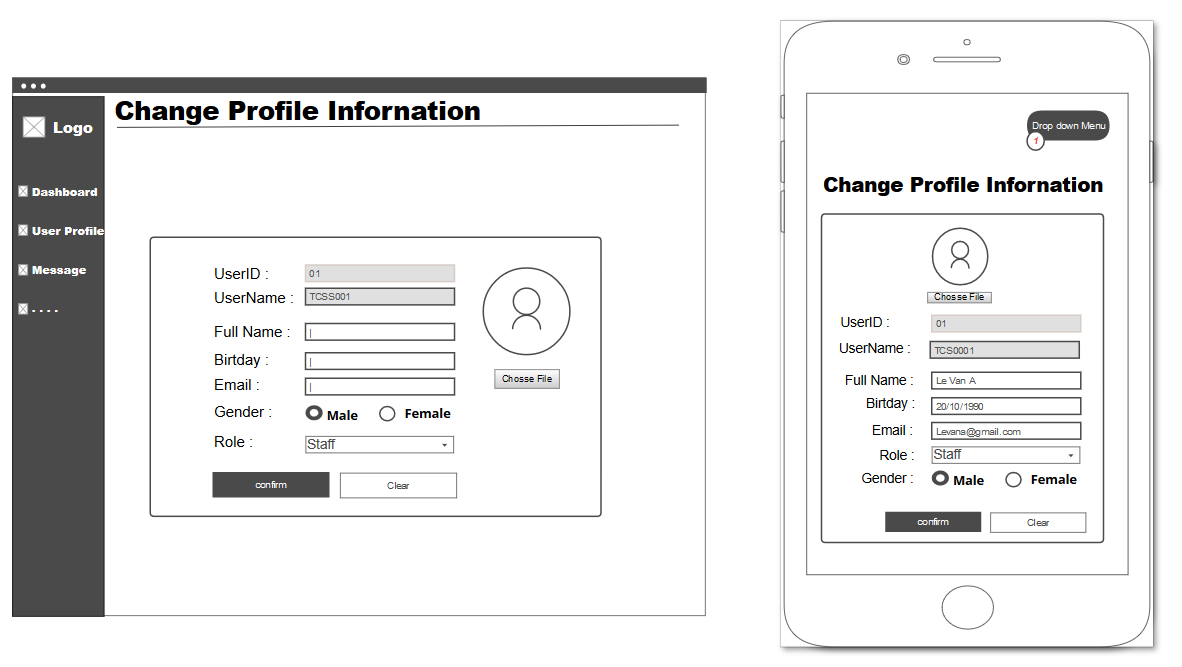 Change Profile Infornation
Logo
Dashboard
User Profile
Message
. . . .
UserID :
01
UserName :
TCSS001
Full Name :
|
Birtday :
|
Email :
|
Gender :
Male
Female
Role :
Staff
confirm
Clear
Chosse File
Drop down Menu
1
Change Profile Infornation
Chosse File
UserID :
01
UserName :
TCS0001
Full Name :
Le Van A
Birtday :
20/10/1990
Email :
Levana@gmail.com
Role :
Staff
Gender :
Male
Female
confirm
Clear